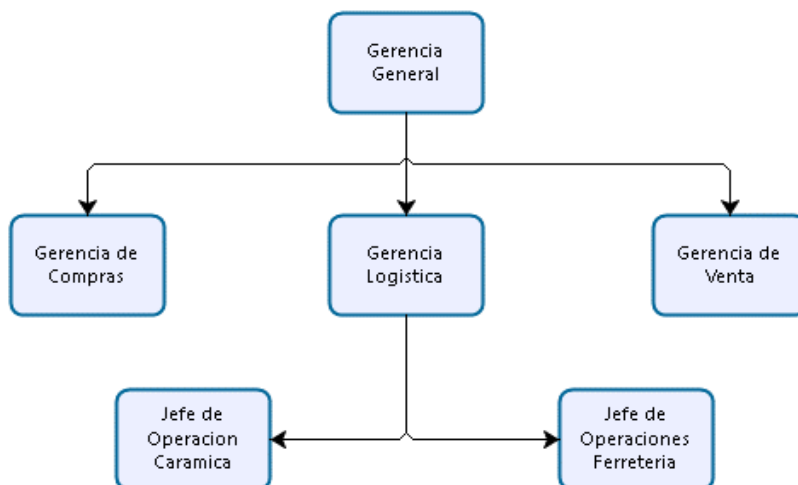 Gerencia
General
Gerencia de
Compras
Gerencia
Logistica
Gerencia de
Venta
Jefe de
Operacion
Caramica
Jefe de
Operaciones
Ferreteria